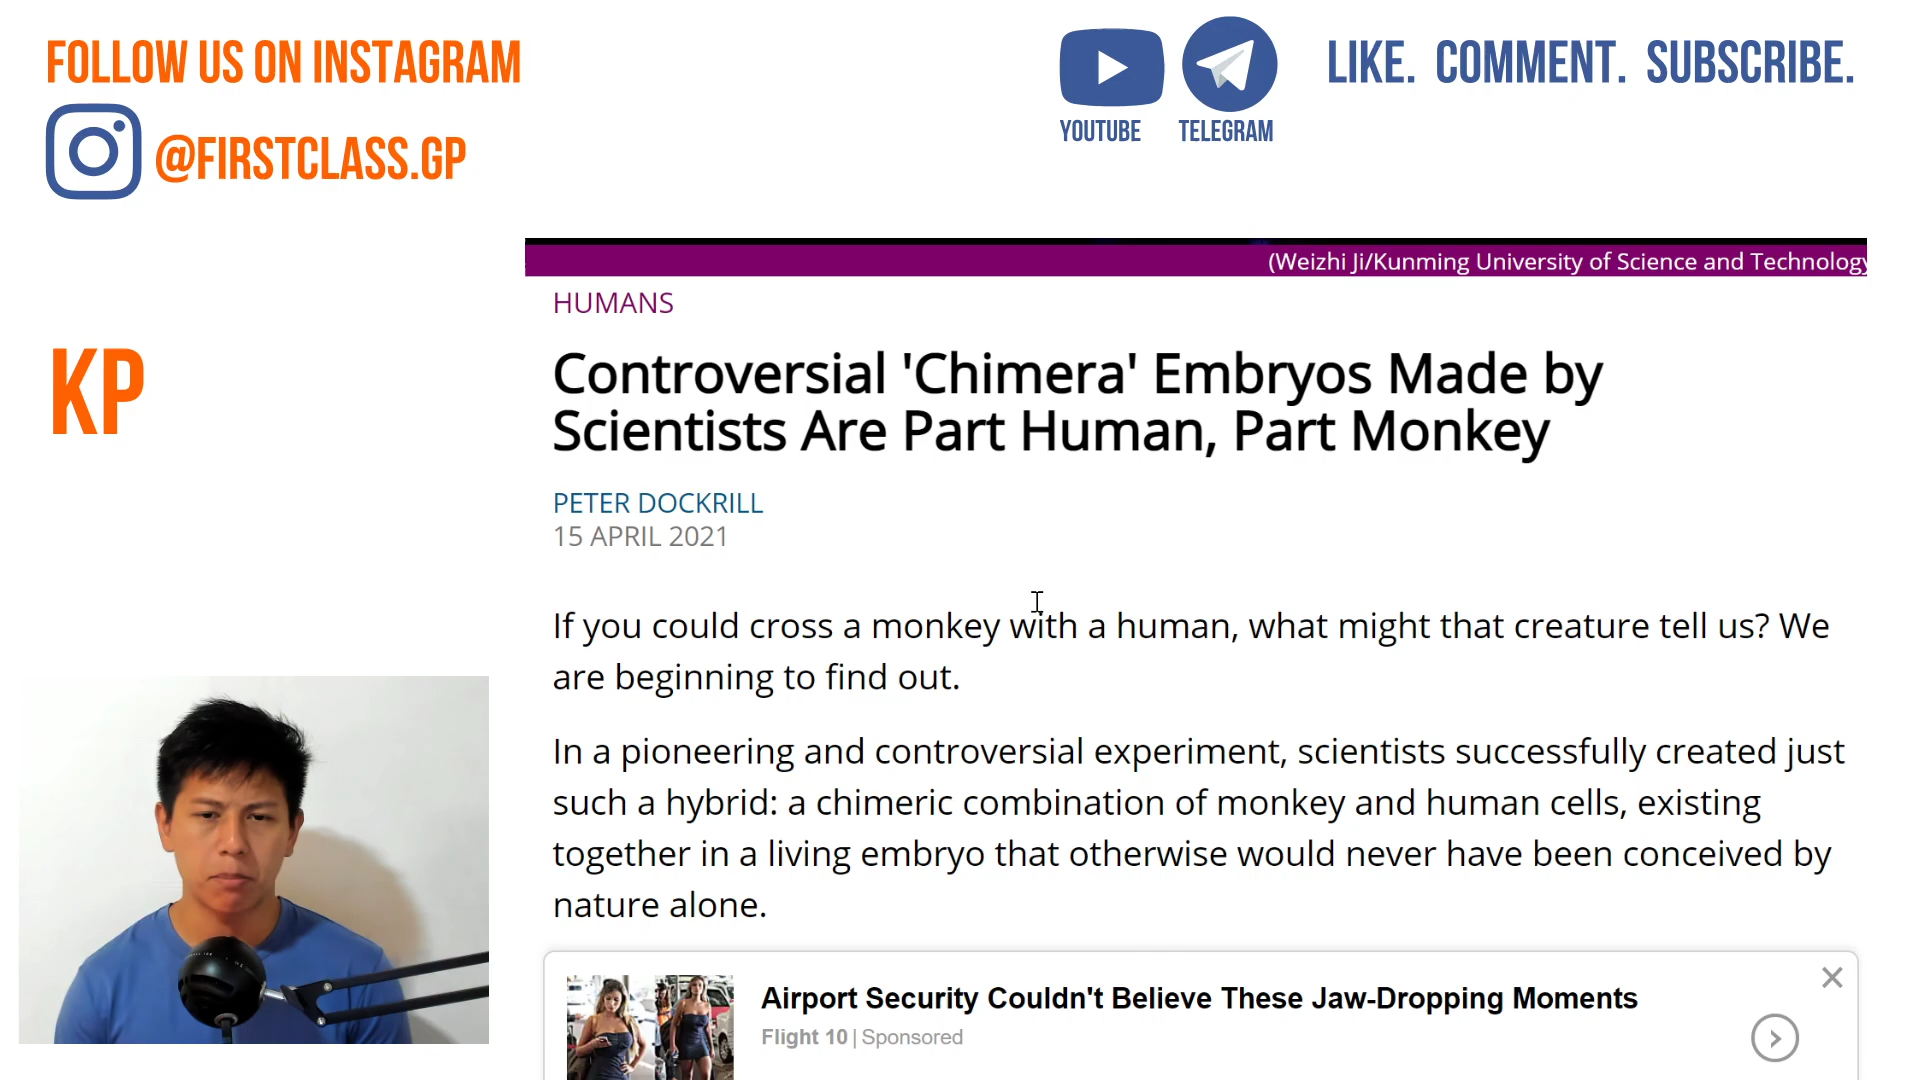 FOLLOW US ON INSTAGRAM
@FIRSTCLASS.GP
YOUTUBE
TELEGRAM
LIKE. COMMENT. SUBSCRIBE.
KP
(Weizhi Ji/Kunming University of Science and Technology
HUMANS
Controversial 'Chimera' Embryos Made by
Scientists Are Part Human, Part Monkey
PETER DOCKRILL
15 APRIL 2021
If you could cross a monkey with a human, what might that creature tell us? We
are beginning to find out.
In a pioneering and controversial experiment, scientists successfully created just
such a hybrid: a chimeric combination of monkey and human cells, existing
together in a living embryo that otherwise would never have been conceived by
nature alone.
Airport Security Couldn't Believe These Jaw-Dropping Moments
Flight 10 | Sponsored